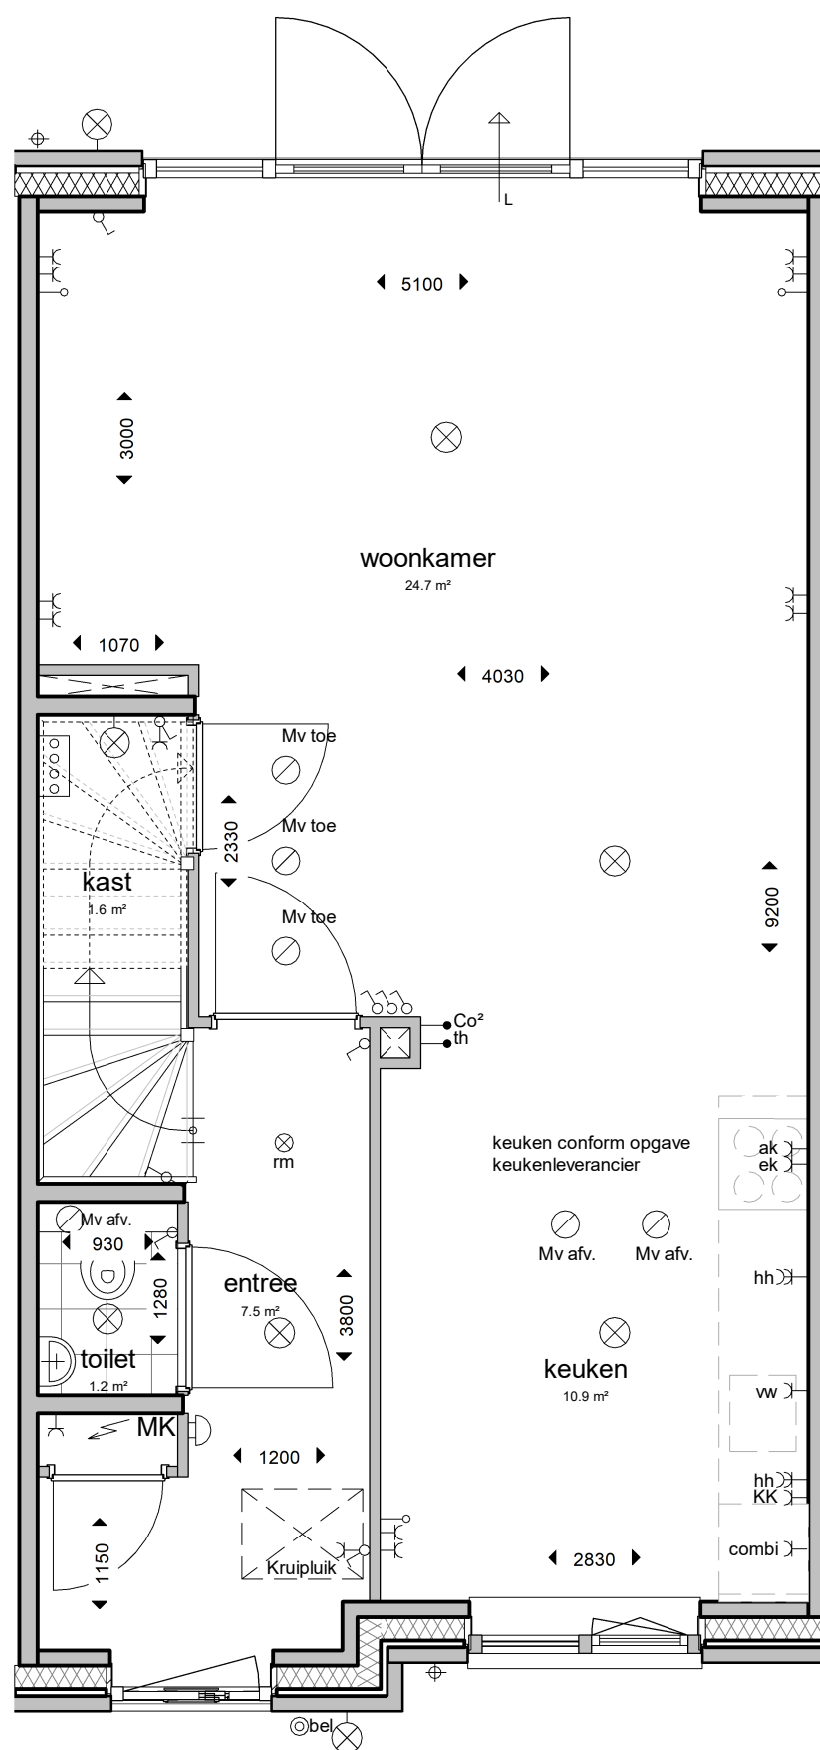 L
5100
3000
woonkamer
24.7 m²
1070
4030
Mv toe
Mv toe
2330
kast
1.6 m²
Mv toe
9200
Co²
th
keuken conform opgave
keukenleverancier
ak
ek
rm
Mv afv.
930
Mv afv.
Mv afv.
hh
entree
7.5 m²
1280
3800
toilet
1.2 m²
keuken
10.9 m²
vw
MK
1200
hh
KK
Kruipluik
1150
2830
combi
bel